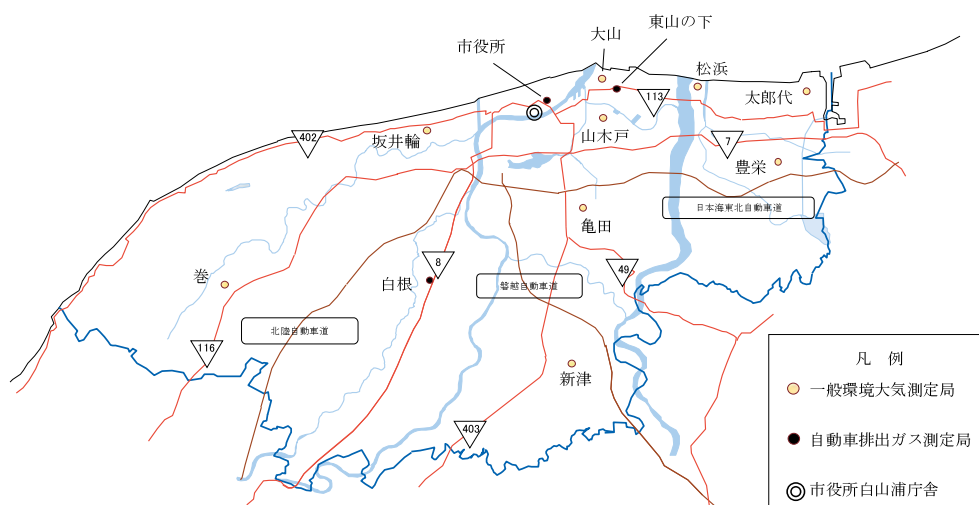 東山の下
大山
市役所
松浜
太郎代
113
402
坂井輪
山木戸
7
豊栄
日本海東北自動車道
亀田
8
49
巻
白根
磐越自動車道
北陸自動車道
116
新津
403
凡 例
一般環境大気測定局
自動車排出ガス測定局
市役所白山浦庁舎